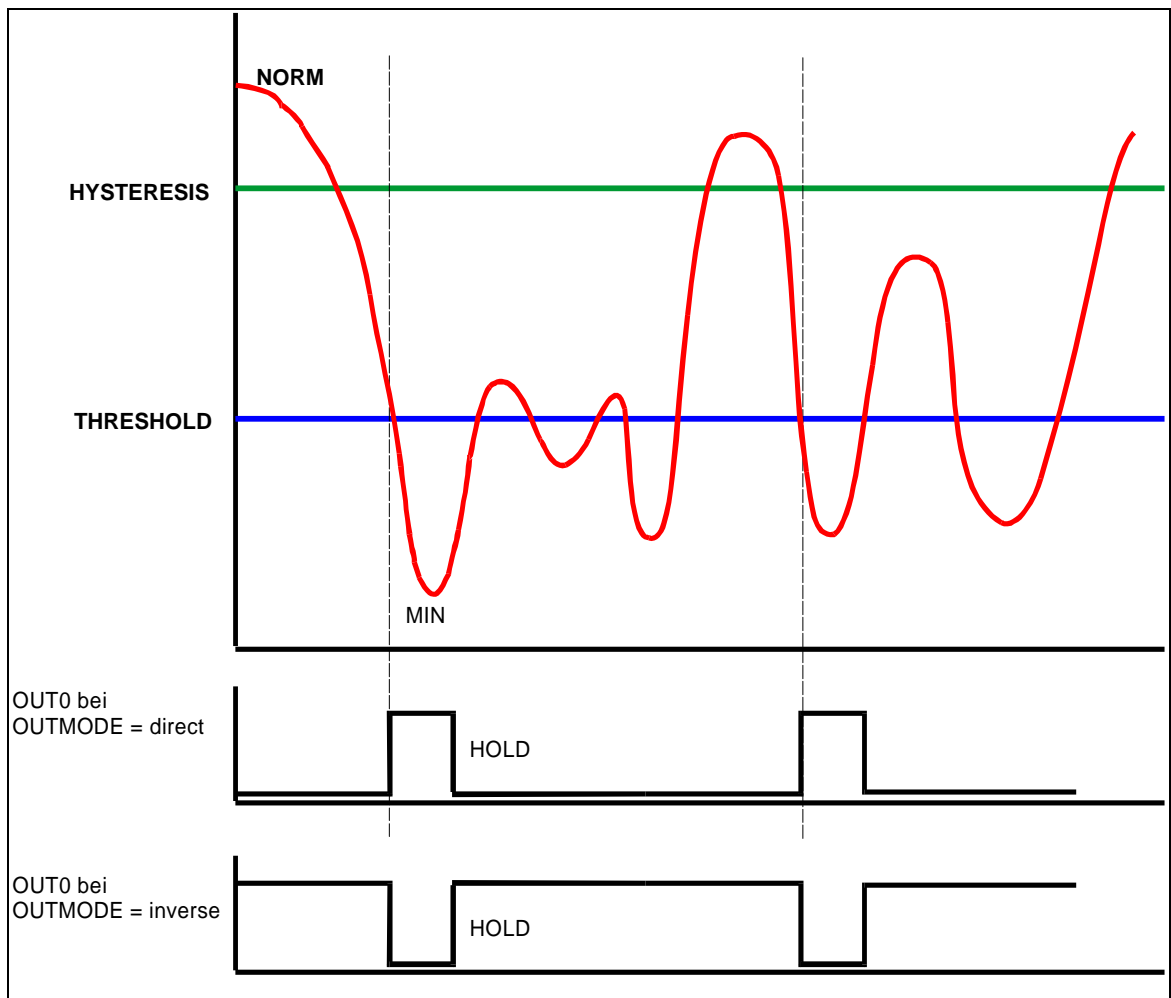 NORM
HYSTERESIS
THRESHOLD
MIN
OUT0 bei
OUTMODE = direct
HOLD
OUT0 bei
OUTMODE = inverse
HOLD